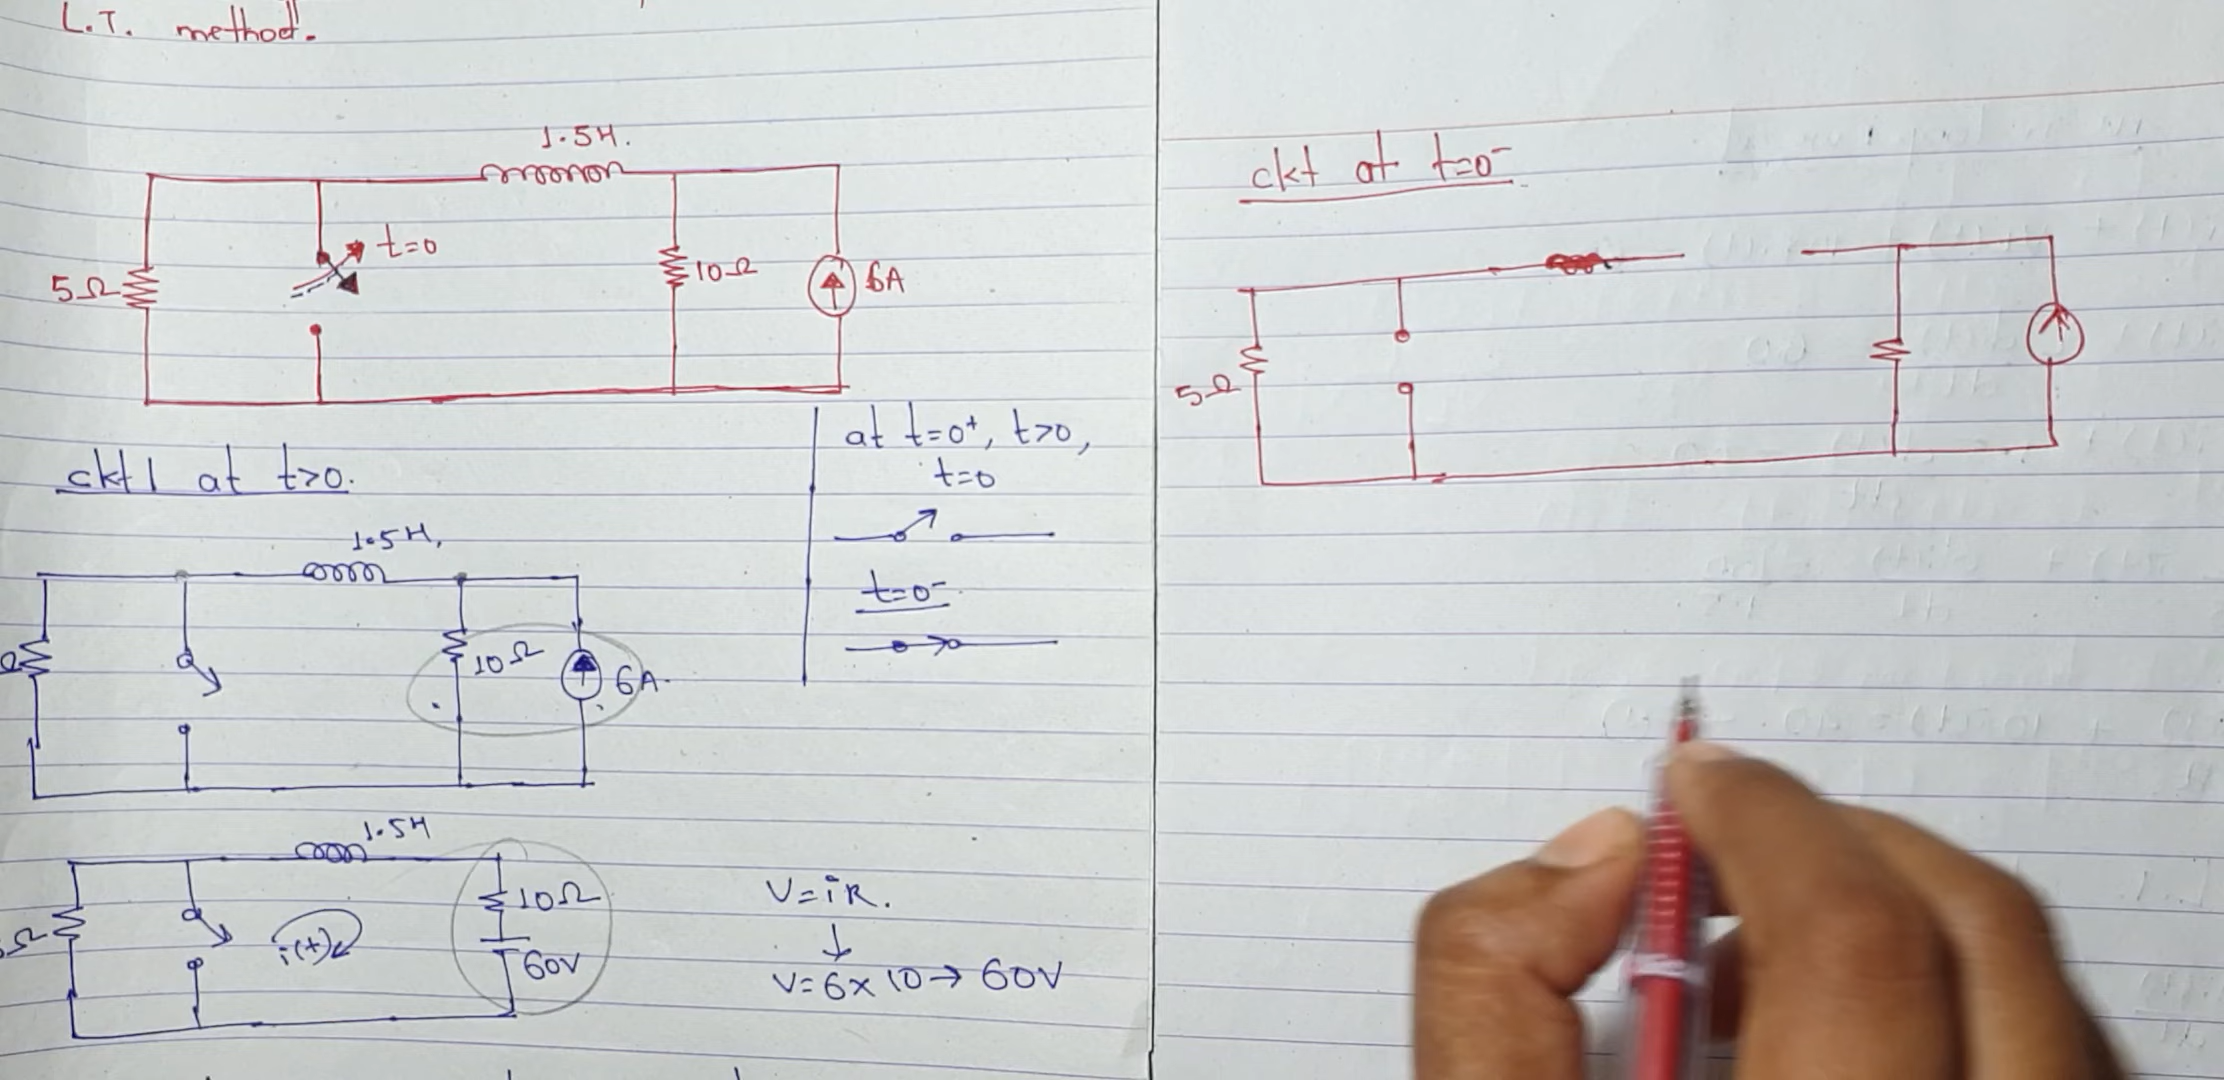 L.T. method.
1.5H.
t=0
5Ω
10Ω
6A
ckt1 at t>0.
at t=0⁺, t>0,
t=0
t=0⁻
1.5H,
Ω
10Ω
6A.
1.5H
Ω
i(t)
10Ω
60V
V=iR.
↓
V=6×10→60V
ckt at t=0⁻
5Ω